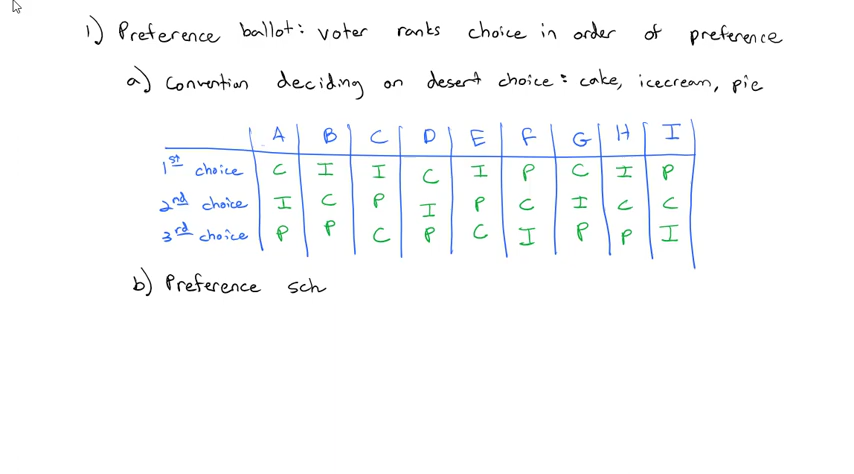 1) Preference ballot: voter ranks choice in order of preference
a) Convention deciding on desert choice: cake, icecream, pie
A B C D E F G H I
1st choice C I I C I P C I P
2nd choice I C P I P C I C C
3rd choice P P C P C I P P I
b) Preference sch